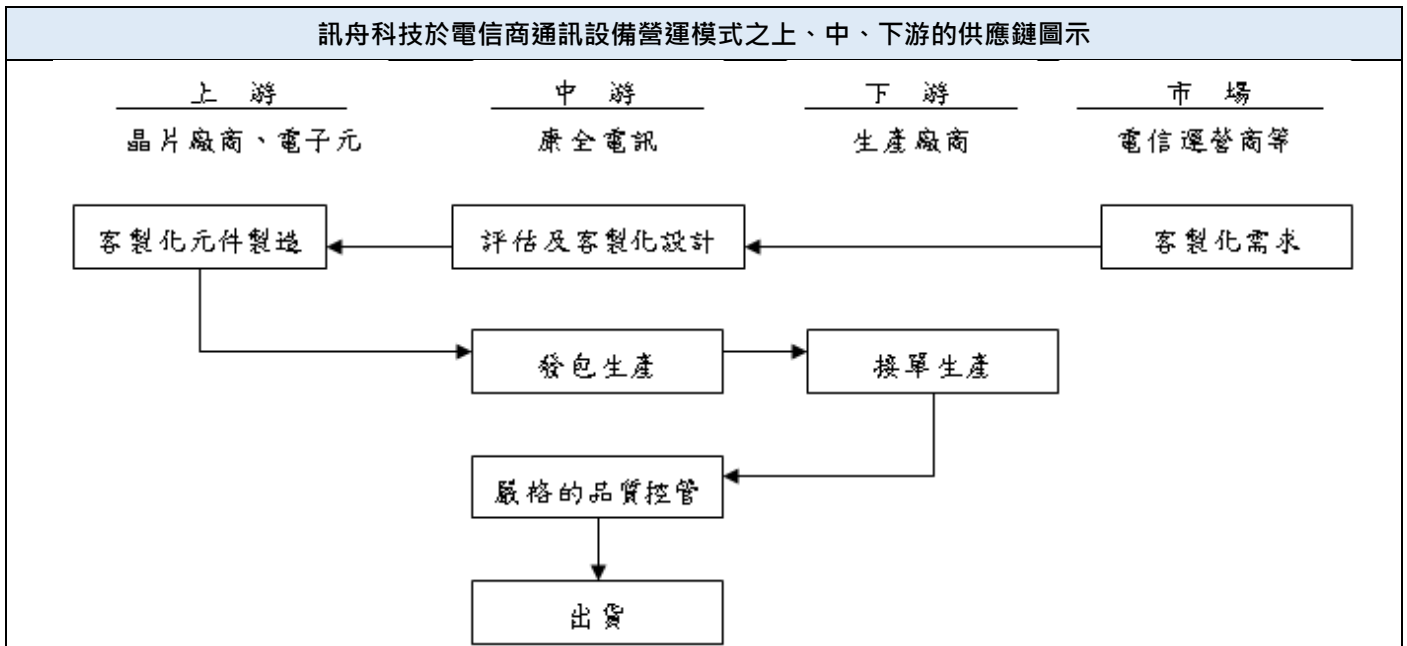 訊舟科技於電信商通訊設備營運模式之上、中、下游的供應鏈圖示
上 游
中 游
下 游
市 場
晶片廠商、電子元
康全電訊
生產廠商
電信運營商等
客製化元件製造
評估及客製化設計
客製化需求
發包生產
接單生產
嚴格的品質控管
出貨